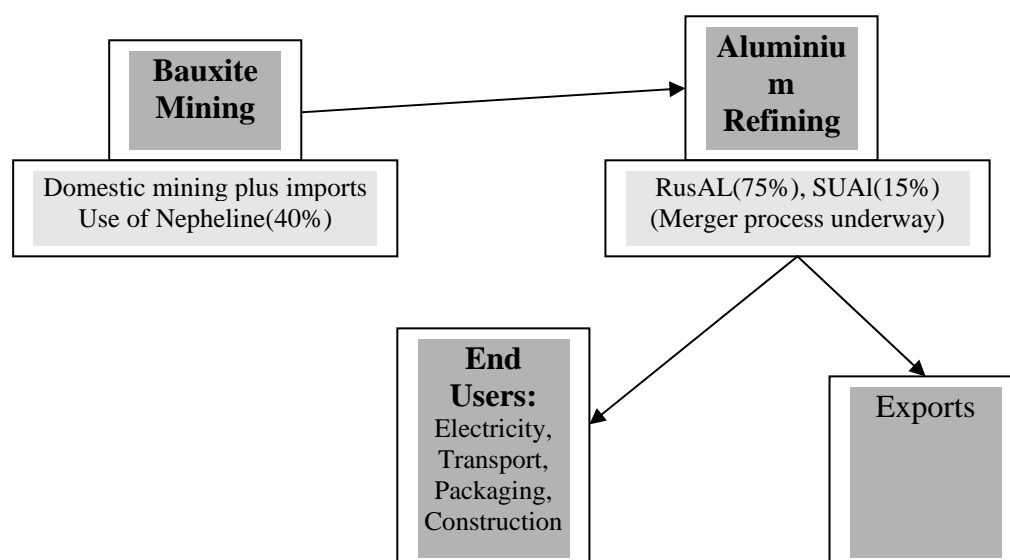 Bauxite
Mining
Domestic mining plus imports
Use of Nepheline(40%)
Aluminiu
m
Refining
RusAL(75%), SUAl(15%)
(Merger process underway)
End
Users:
Electricity,
Transport,
Packaging,
Construction
Exports